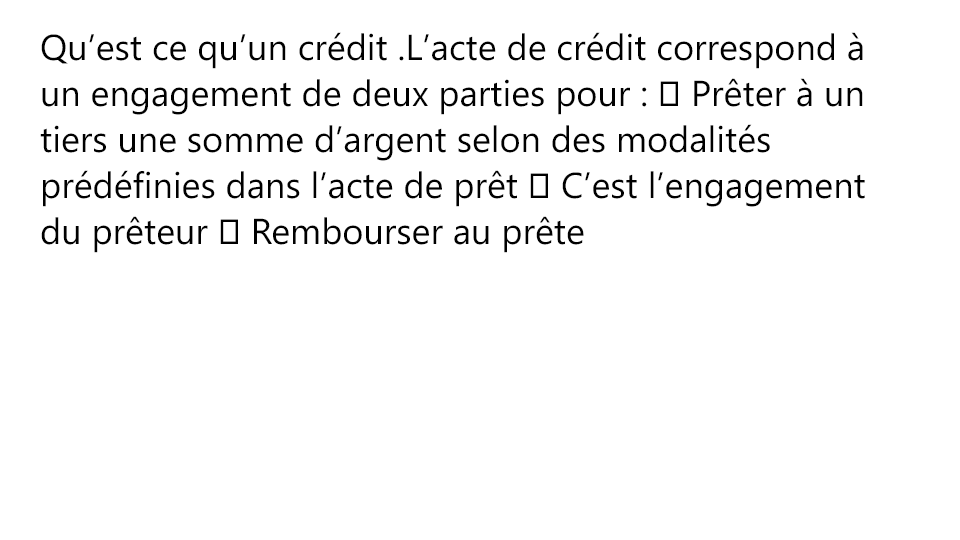 Qu’est ce qu’un crédit .L’acte de crédit correspond à
un engagement de deux parties pour :  Prêter à un
tiers une somme d’argent selon des modalités
prédéfinies dans l’acte de prêt  C’est l’engagement
du prêteur  Rembourser au prête